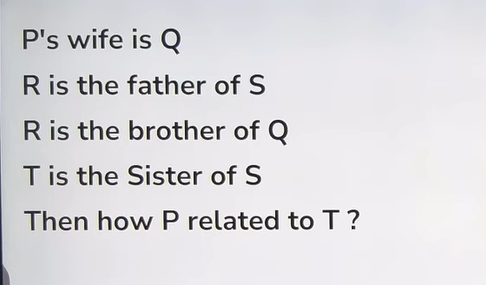 P's wife is Q
R is the father of S
R is the brother of Q
T is the Sister of S
Then how P related to T ?